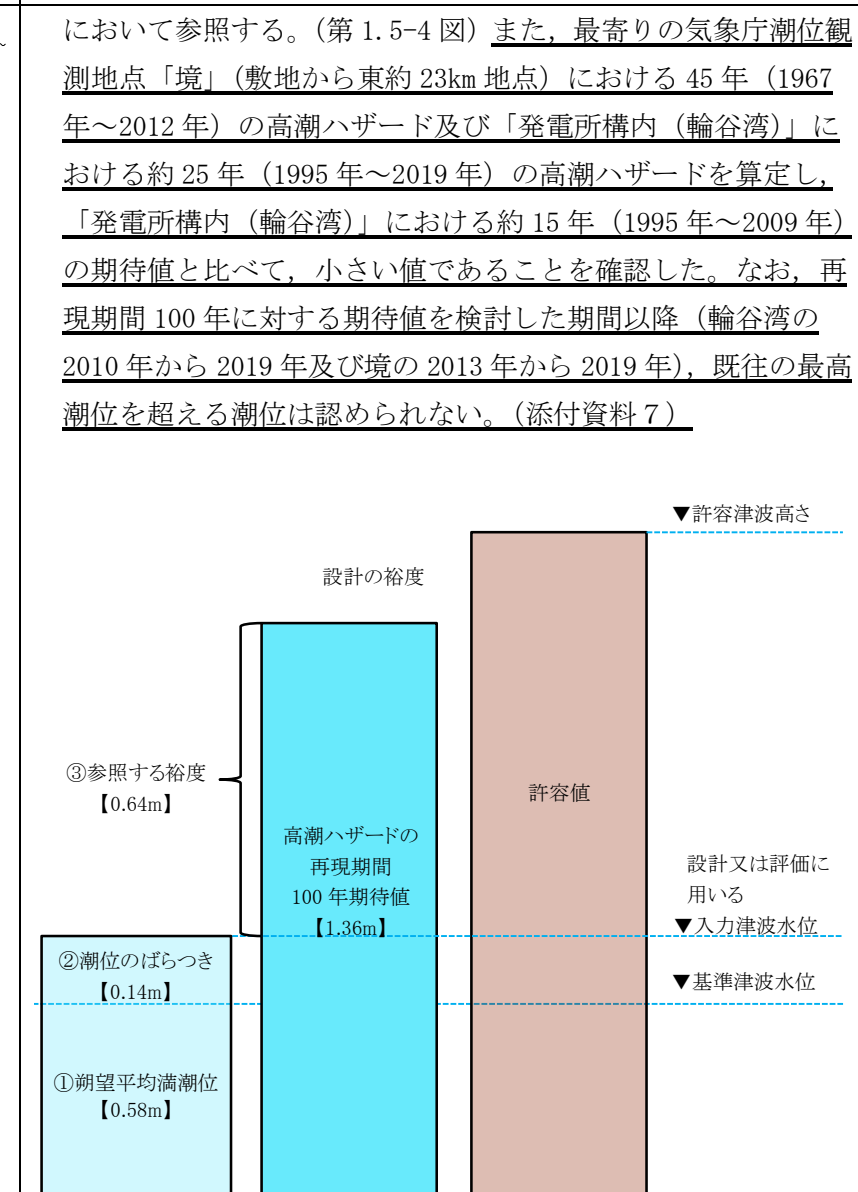 において参照する。（第 1.5-4 図）また，最寄りの気象庁潮位観
測地点「境」（敷地から東約 23km 地点）における 45 年（1967
年～2012 年）の高潮ハザード及び「発電所構内（輪谷湾）」に
おける約 25 年（1995 年～2019 年）の高潮ハザードを算定し，
「発電所構内（輪谷湾）」における約 15 年（1995 年～2009 年）
の期待値と比べて，小さい値であることを確認した。なお，再
現期間 100 年に対する期待値を検討した期間以降（輪谷湾の
2010 年から 2019 年及び境の 2013 年から 2019 年），既往の最高
潮位を超える潮位は認められない。（添付資料７）
▼許容津波高さ
設計の裕度
③参照する裕度
【0.64m】
許容値
高潮ハザードの
再現期間
100 年期待値
【1.36m】
設計又は評価に
用いる
▼入力津波水位
②潮位のばらつき
【0.14m】
▼基準津波水位
①朔望平均満潮位
【0.58m】